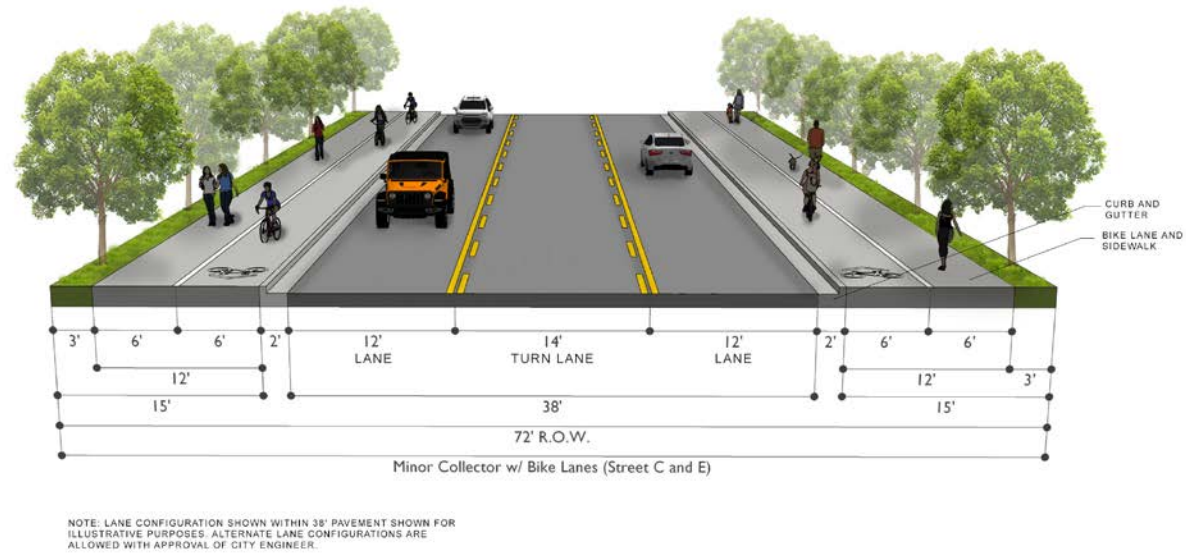 CURB AND
GUTTER
BIKE LANE AND
SIDEWALK
3' 6' 6' 2' 12' 14' 12' 2' 6' 6'
LANE TURN LANE LANE
12' 12' 3'
15' 38' 15'
72' R.O.W.
Minor Collector w/ Bike Lanes (Street C and E)
NOTE: LANE CONFIGURATION SHOWN WITHIN 38' PAVEMENT SHOWN FOR
ILLUSTRATIVE PURPOSES. ALTERNATE LANE CONFIGURATIONS ARE
ALLOWED WITH APPROVAL OF CITY ENGINEER.